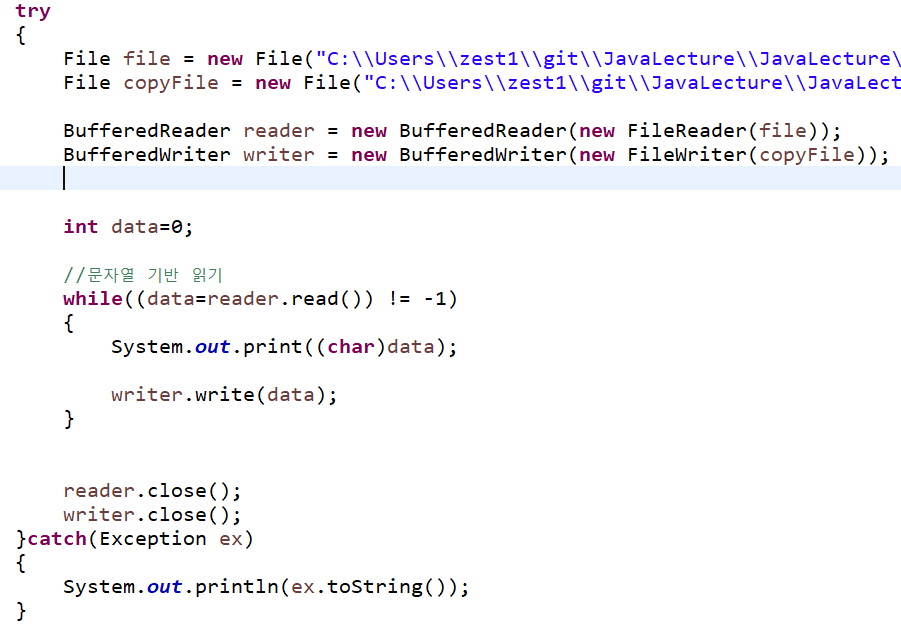 try
{
File file = new File("C:\\Users\\zest1\\git\\JavaLecture\\JavaLecture\
File copyFile = new File("C:\\Users\\zest1\\git\\JavaLecture\\JavaLect
BufferedReader reader = new BufferedReader(new FileReader(file));
BufferedWriter writer = new BufferedWriter(new FileWriter(copyFile));
int data=0;
//문자열 기반 읽기
while((data=reader.read()) != -1)
{
System.out.print((char)data);
writer.write(data);
}
reader.close();
writer.close();
}catch(Exception ex)
{
System.out.println(ex.toString());
}